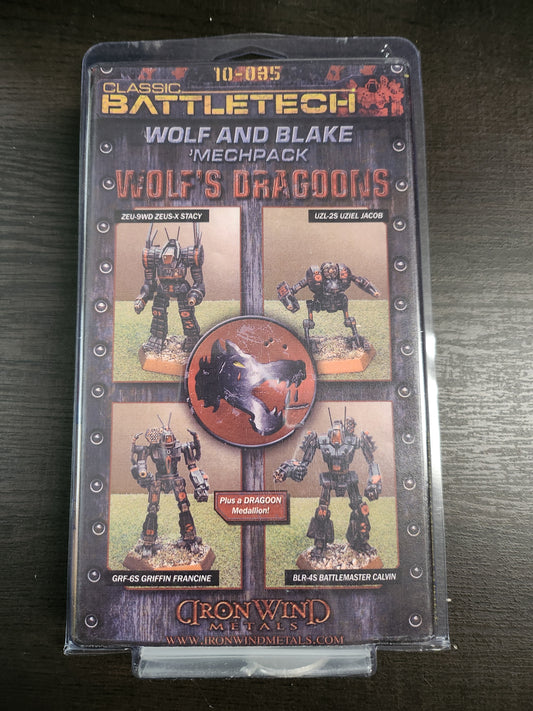 10-035
CLASSIC
BATTLETECH
WOLF AND BLAKE
'MECHPACK
WOLF'S DRAGOONS
ZEU-9WD ZEUS-X STACY
UZL-2S UZIEL JACOB
Plus a DRAGOON
Medallion!
GRF-6S GRIFFIN FRANCINE
BLR-4S BATTLEMASTER CALVIN
IRON WIND
METALS
WWW.IRONWINDMETALS.COM